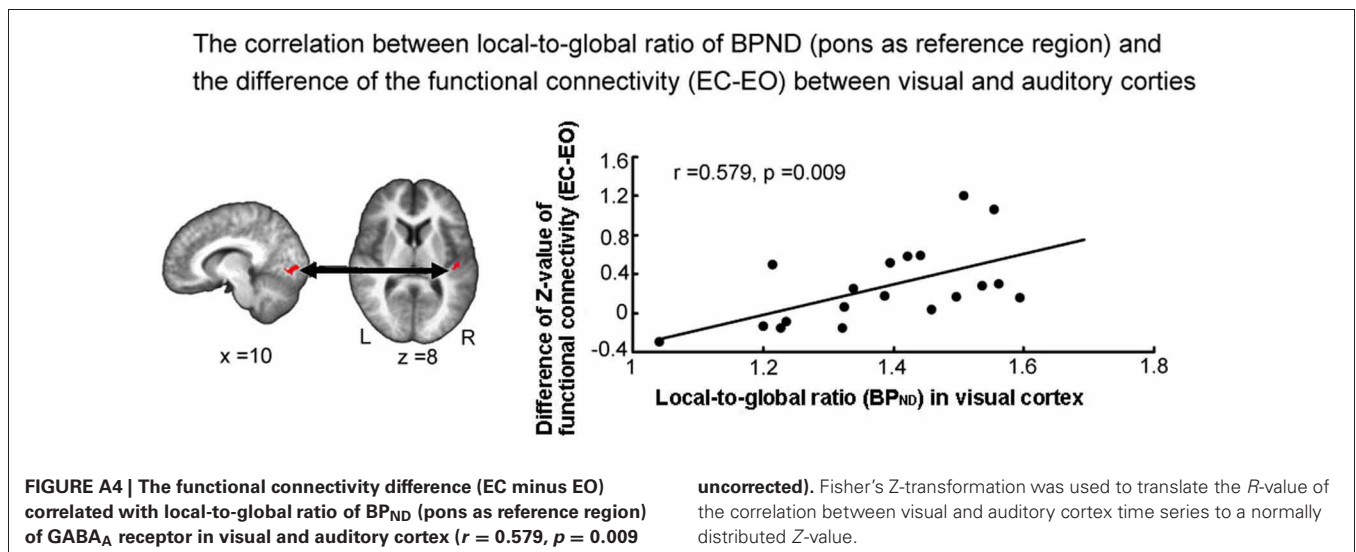 The correlation between local-to-global ratio of BPND (pons as reference region) and
the difference of the functional connectivity (EC-EO) between visual and auditory corties
Difference of Z-value of
functional connectivity (EC-EO)
1.6
1.2
0.8
0.4
0
-0.4
r =0.579, p =0.009
L
R
x =10
z =8
1
1.2
1.4
1.6
1.8
Local-to-global ratio (BPND) in visual cortex
FIGURE A4 | The functional connectivity difference (EC minus EO)
correlated with local-to-global ratio of BPND (pons as reference region)
of GABAA receptor in visual and auditory cortex (r = 0.579, p = 0.009
uncorrected). Fisher's Z-transformation was used to translate the R-value of
the correlation between visual and auditory cortex time series to a normally
distributed Z-value.